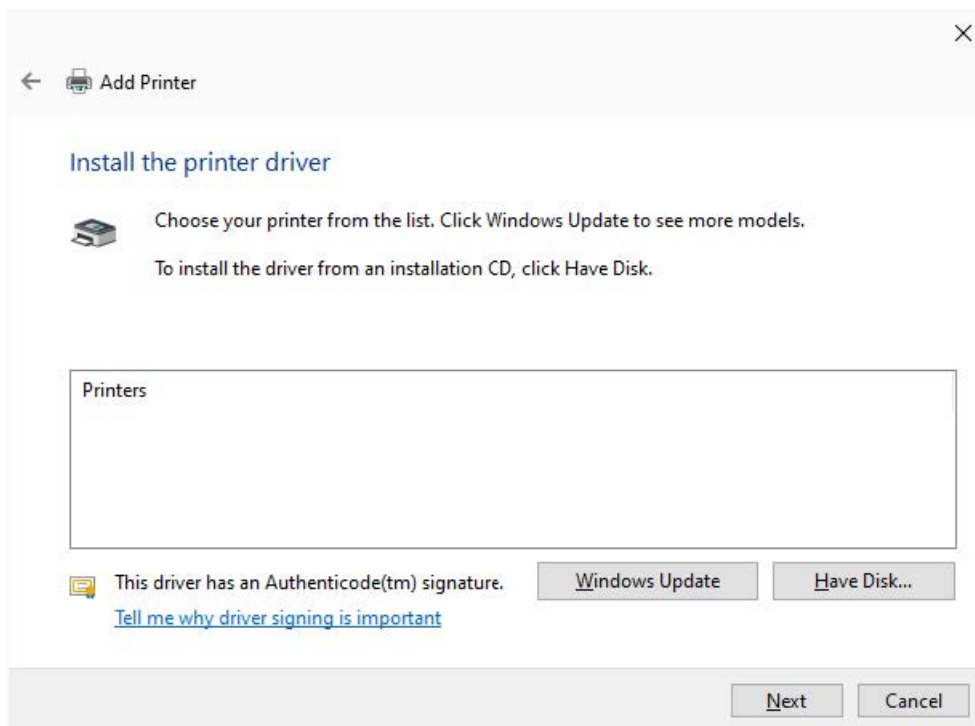 Add Printer
Install the printer driver
Choose your printer from the list. Click Windows Update to see more models.
To install the driver from an installation CD, click Have Disk.
Printers
This driver has an Authenticode(tm) signature.
Windows Update
Have Disk...
Tell me why driver signing is important
Next
Cancel